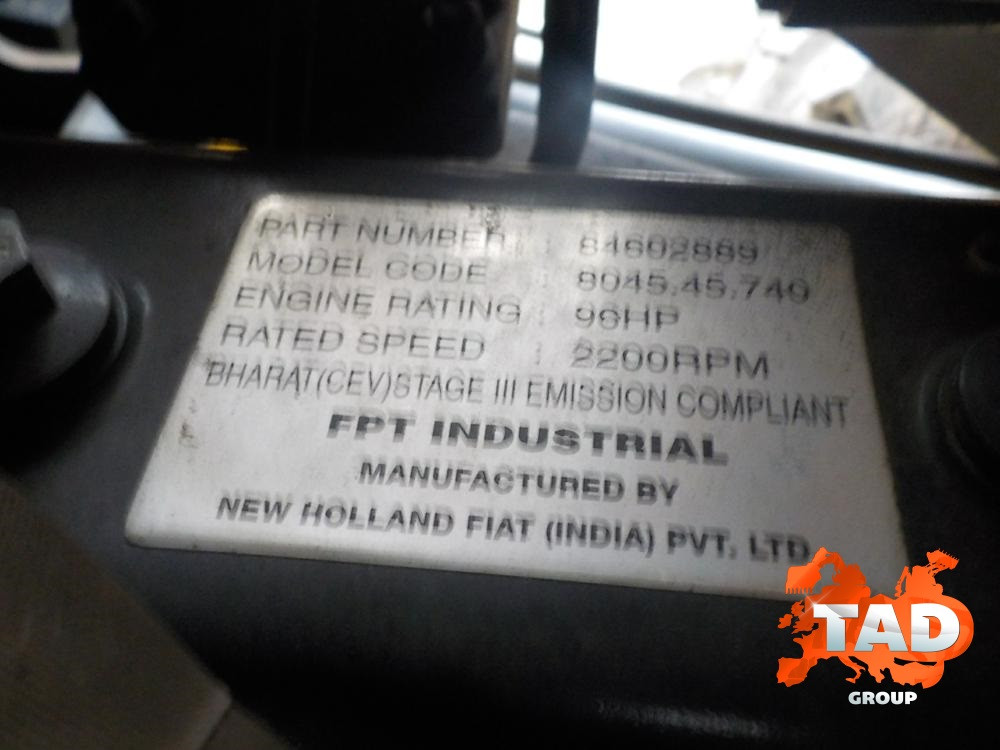 PART NUMBER : 84602889
MODEL CODE : 8045.45.740
ENGINE RATING : 96HP
RATED SPEED : 2200RPM
BHARAT(CEV)STAGE III EMISSION COMPLIANT
FPT INDUSTRIAL
MANUFACTURED BY
NEW HOLLAND FIAT (INDIA) PVT. LTD.
TAD
GROUP